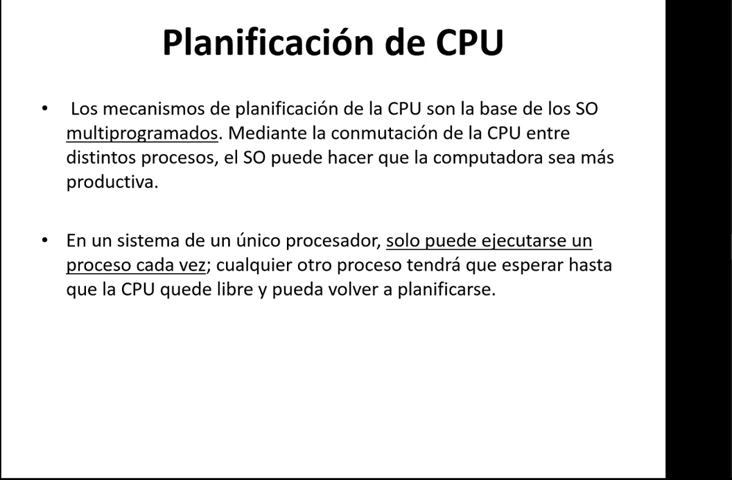 Planificación de CPU
• Los mecanismos de planificación de la CPU son la base de los SO
multiprogramados. Mediante la conmutación de la CPU entre
distintos procesos, el SO puede hacer que la computadora sea más
productiva.
• En un sistema de un único procesador, solo puede ejecutarse un
proceso cada vez; cualquier otro proceso tendrá que esperar hasta
que la CPU quede libre y pueda volver a planificarse.